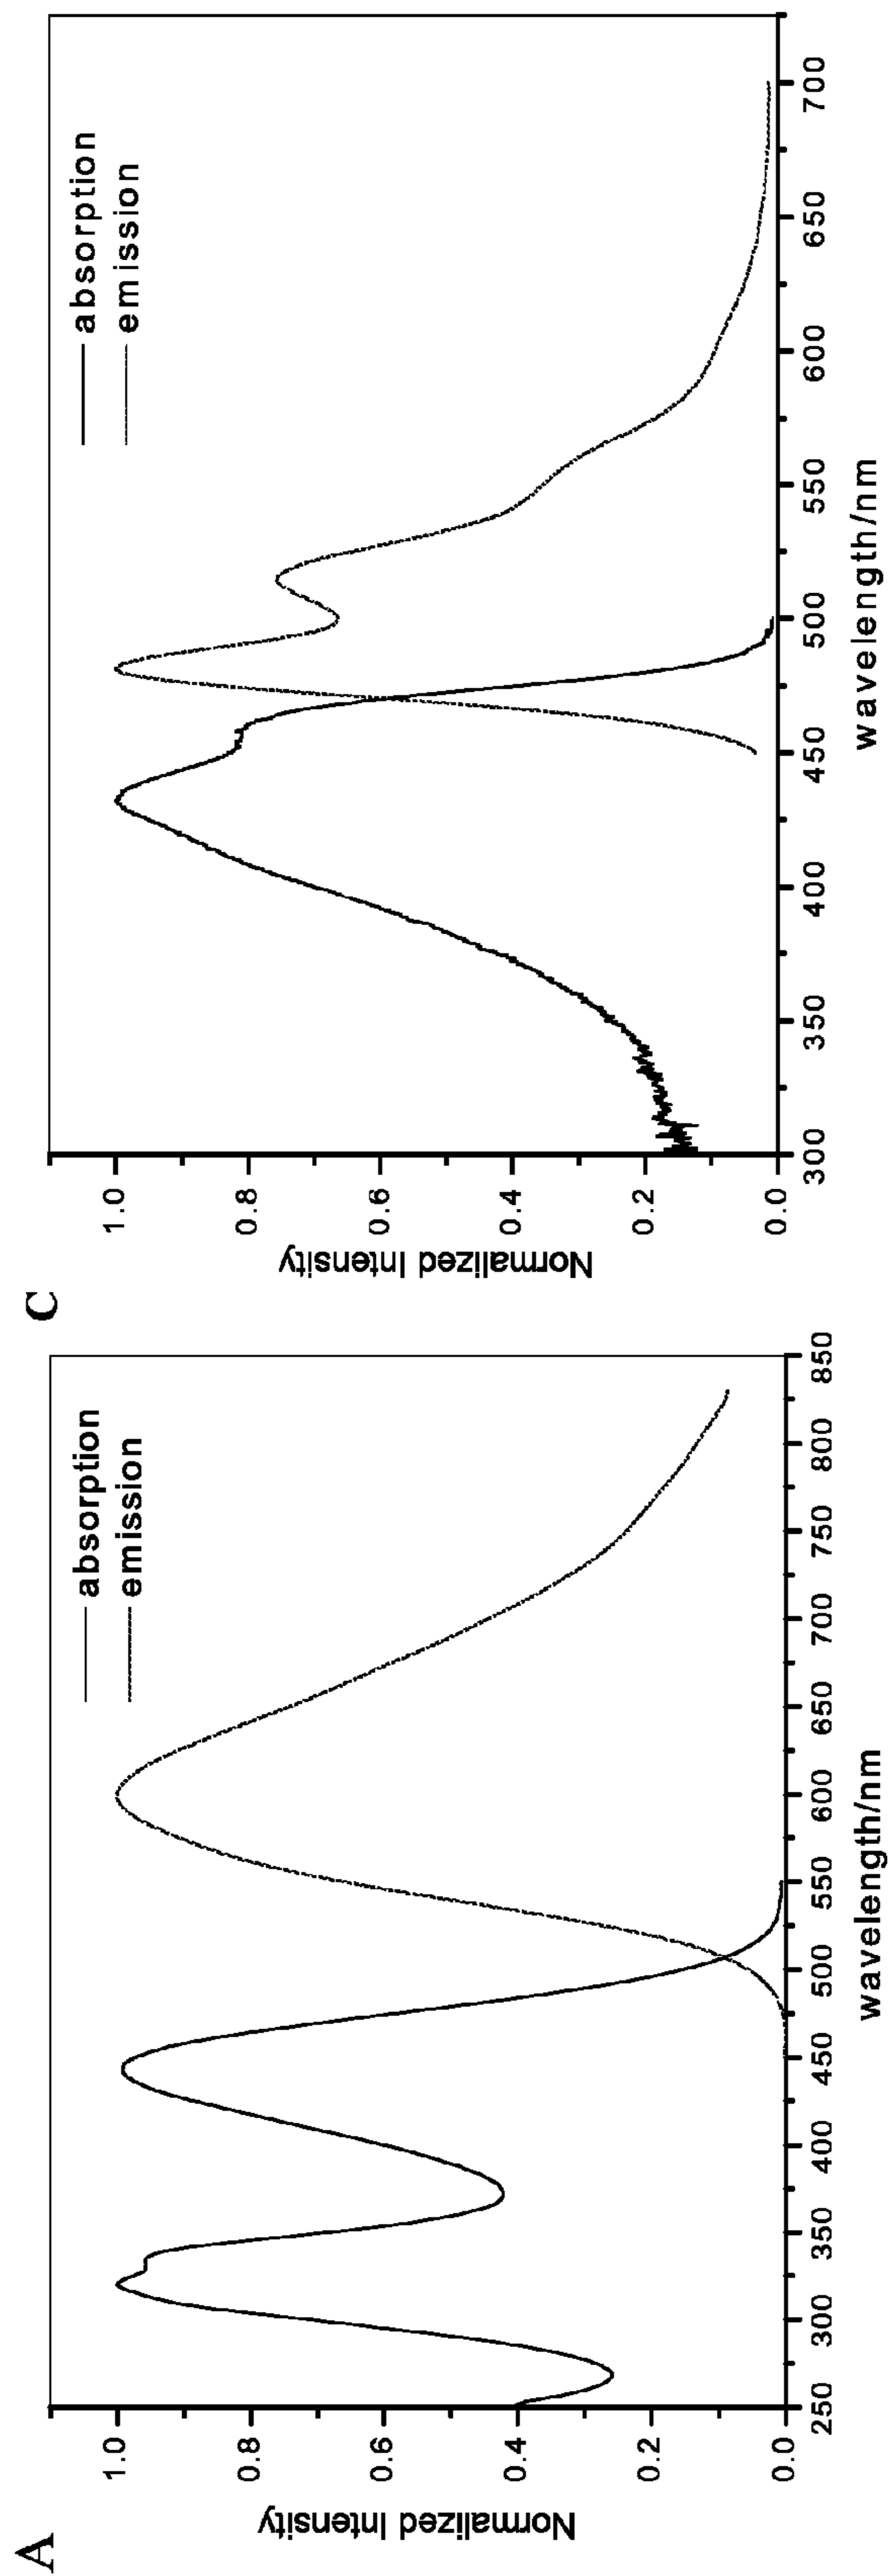 A
absorption
emission
Normalized Intensity
1.0
0.8
0.6
0.4
0.2
0.0
250 300 350 400 450 500 550 600 650 700 750 800 850
wavelength/nm
C
absorption
emission
Normalized Intensity
1.0
0.8
0.6
0.4
0.2
0.0
300 350 400 450 500 550 600 650 700
wavelength/nm